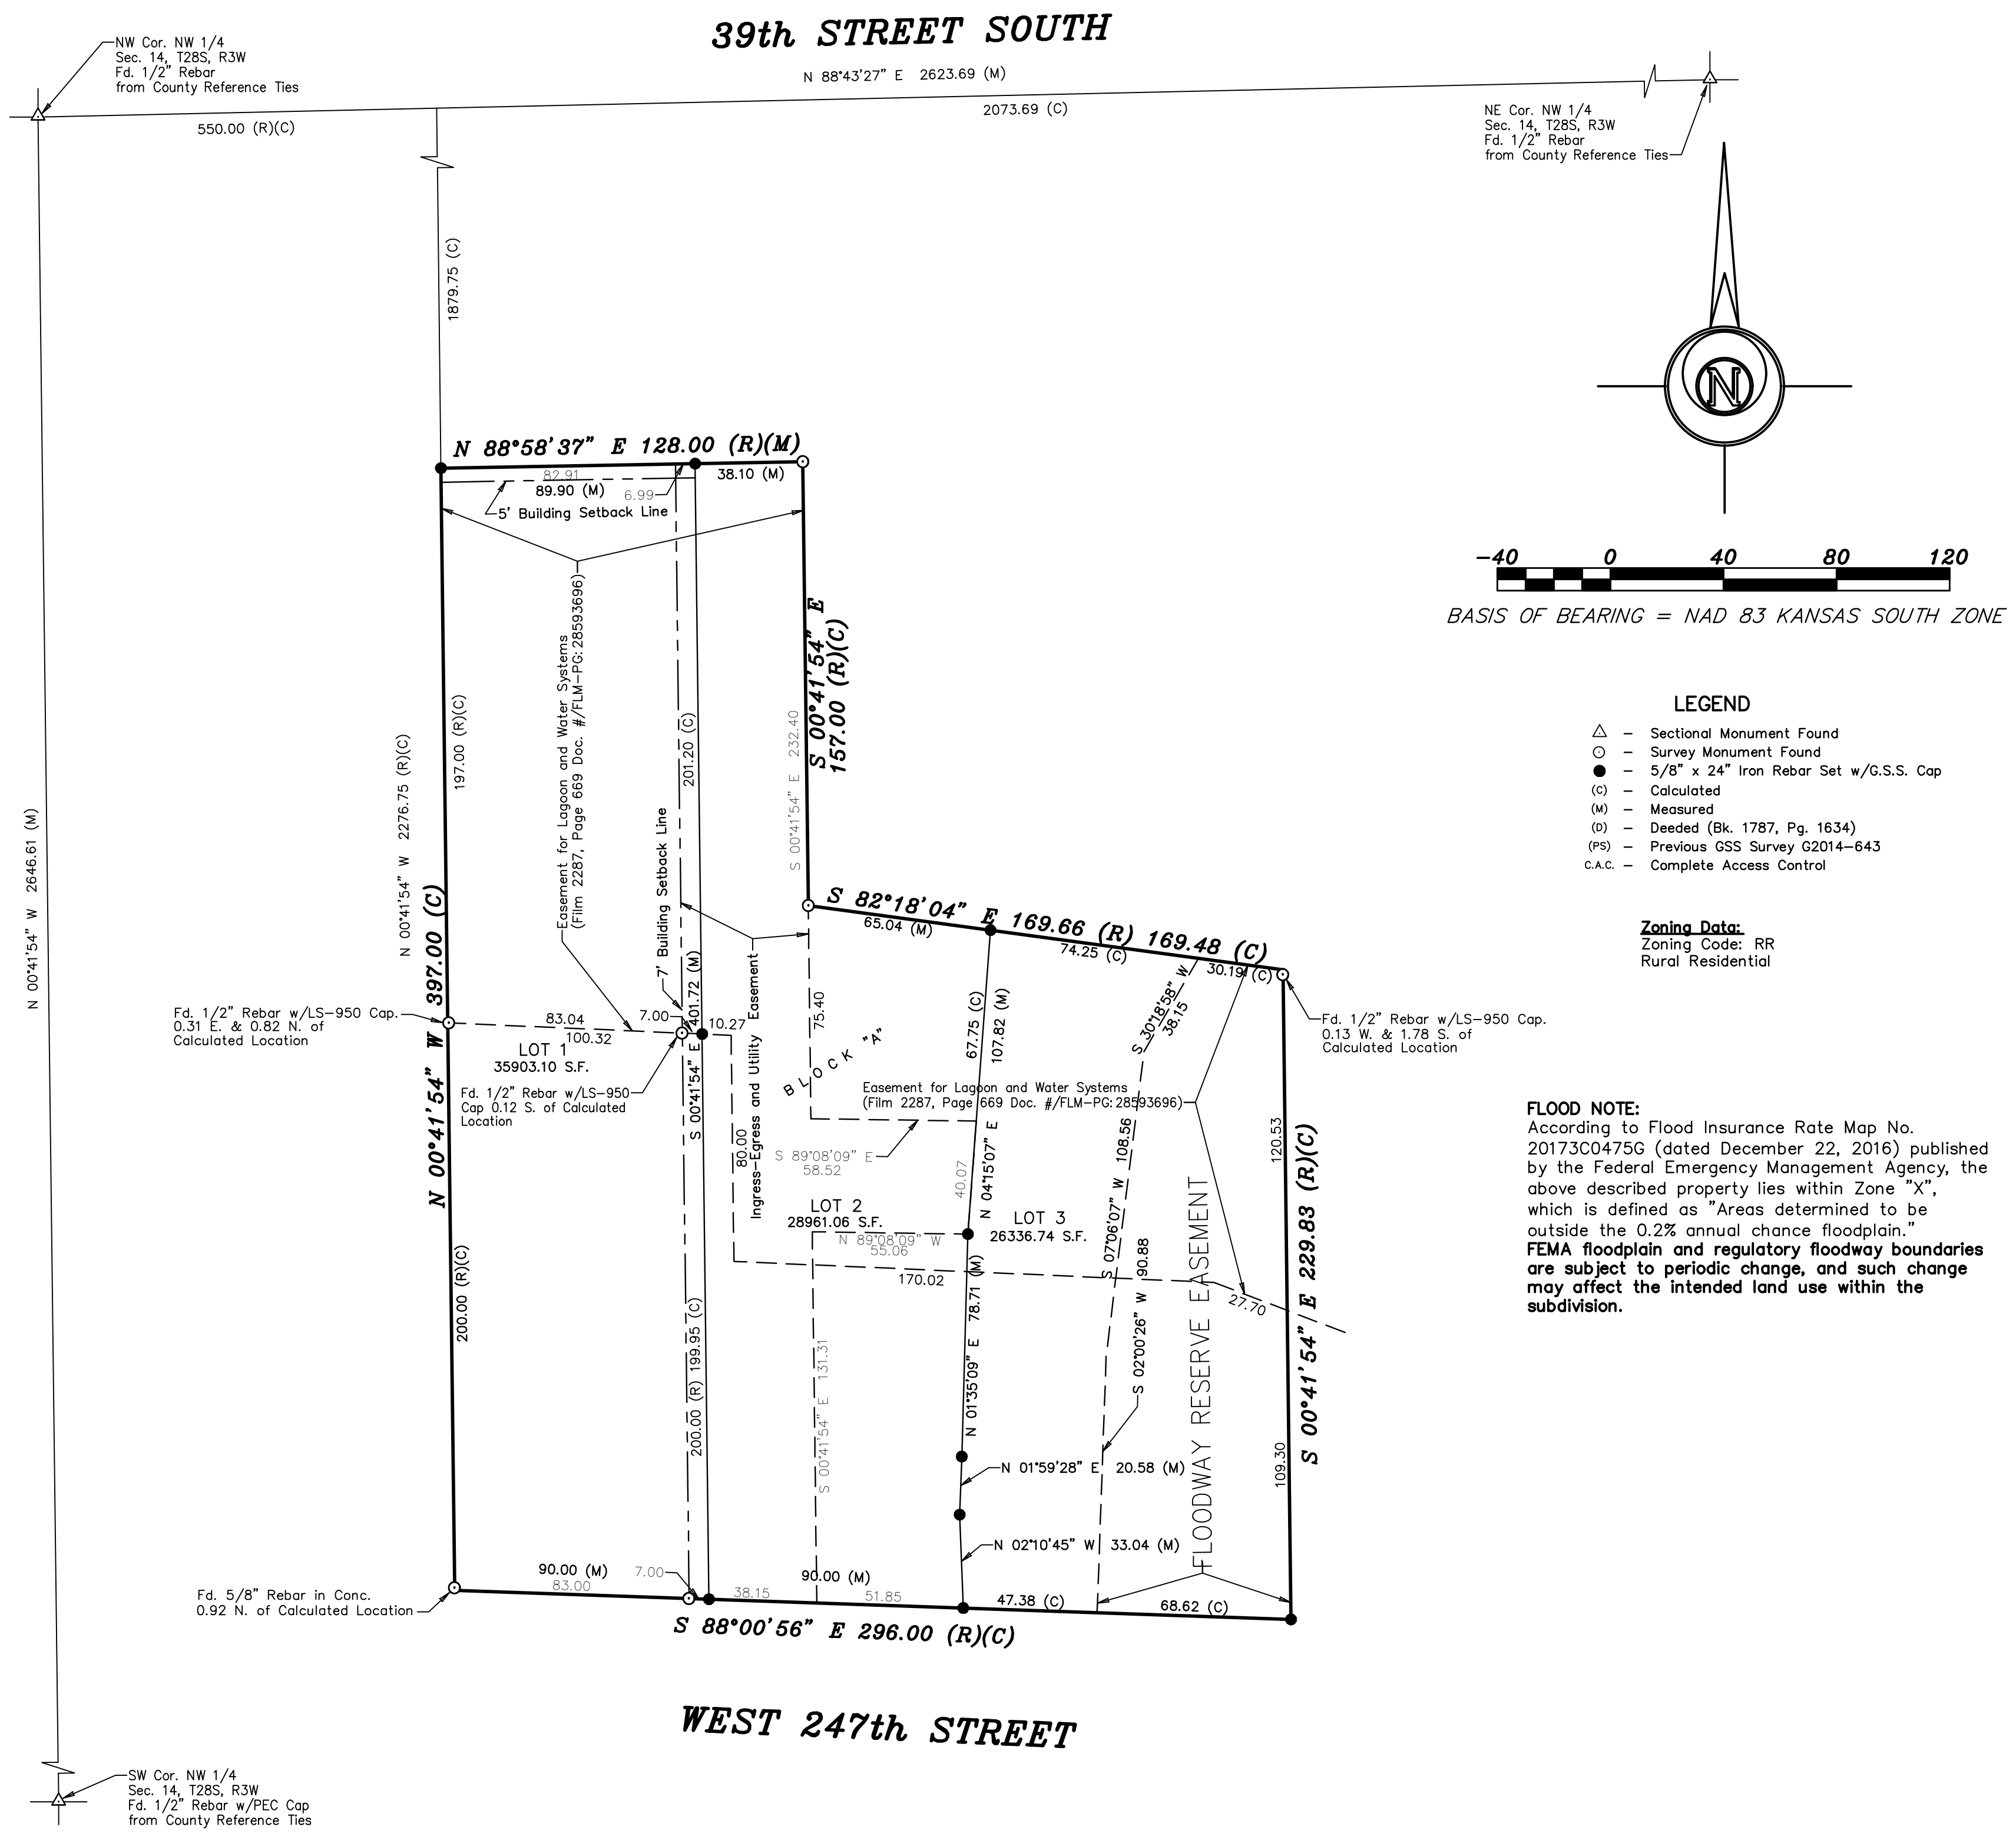 39th STREET SOUTH
N 88°43'27" E 2623.69 (M)
NW Cor. NW 1/4
Sec. 14, T28S, R3W
Fd. 1/2" Rebar
from County Reference Ties
550.00 (R)(C)
2073.69 (C)
NE Cor. NW 1/4
Sec. 14, T28S, R3W
Fd. 1/2" Rebar
from County Reference Ties
1879.75 (C)
N
-40 0 40 80 120
BASIS OF BEARING = NAD 83 KANSAS SOUTH ZONE
N 88°58'37" E 128.00 (R)(M)
82.91
89.90 (M)
6.99
38.10 (M)
5' Building Setback Line
Easement for Lagoon and Water Systems
(Film 2287, Page 669 Doc. #/FLM-PG:28593696)
S 00°41'54" E
157.00 (R)(C)
S 00°41'54" E 232.40
201.20 (C)
197.00 (R)(C)
N 00°41'54" W 2276.75 (R)(C)
N 00°41'54" W 2646.61 (M)
N 00°41'54" W 397.00 (C)
7' Building Setback Line
S 00°41'54" E 401.72 (M)
LEGEND
– Sectional Monument Found
– Survey Monument Found
– 5/8" x 24" Iron Rebar Set w/G.S.S. Cap
(C) – Calculated
(M) – Measured
(D) – Deeded (Bk. 1787, Pg. 1634)
(PS) – Previous GSS Survey G2014-643
C.A.C. – Complete Access Control
Zoning Data:
Zoning Code: RR
Rural Residential
S 82°18'04" E 169.66 (R) 169.48 (C)
65.04 (M)
74.25 (C)
30.19 (C)
Fd. 1/2" Rebar w/LS-950 Cap.
0.31 E. & 0.82 N. of
Calculated Location
83.04
100.32
7.00
10.27
LOT 1
35903.10 S.F.
Fd. 1/2" Rebar w/LS-950
Cap 0.12 S. of Calculated
Location
Ingress-Egress and Utility Easement
80.00
75.40
BLOCK "A"
67.75 (C)
107.82 (M)
N 04°15'07" E
40.07
S 30°18'58" W
38.15
Fd. 1/2" Rebar w/LS-950 Cap.
0.13 W. & 1.78 S. of
Calculated Location
Easement for Lagoon and Water Systems
(Film 2287, Page 669 Doc. #/FLM-PG:28593696)
S 89°08'09" E
58.52
LOT 2
28961.06 S.F.
N 89°08'09" W
55.06
LOT 3
26336.74 S.F.
S 07°06'07" W 108.56
S 02°00'26" W 90.88
170.02
27.70
FLOODWAY RESERVE EASEMENT
120.53
109.30
S 00°41'54" E 229.83 (R)(C)
FLOOD NOTE:
According to Flood Insurance Rate Map No.
20173C0475G (dated December 22, 2016) published
by the Federal Emergency Management Agency, the
above described property lies within Zone "X",
which is defined as "Areas determined to be
outside the 0.2% annual chance floodplain."
FEMA floodplain and regulatory floodway boundaries
are subject to periodic change, and such change
may affect the intended land use within the
subdivision.
200.00 (R)(C)
200.00 (R) 199.95 (C)
S 00°41'54" E 131.31
N 01°35'09" E 78.71 (M)
N 01°59'28" E 20.58 (M)
N 02°10'45" W 33.04 (M)
Fd. 5/8" Rebar in Conc.
0.92 N. of Calculated Location
90.00 (M)
83.00
7.00
38.15
90.00 (M)
51.85
47.38 (C)
68.62 (C)
S 88°00'56" E 296.00 (R)(C)
WEST 247th STREET
SW Cor. NW 1/4
Sec. 14, T28S, R3W
Fd. 1/2" Rebar w/PEC Cap
from County Reference Ties